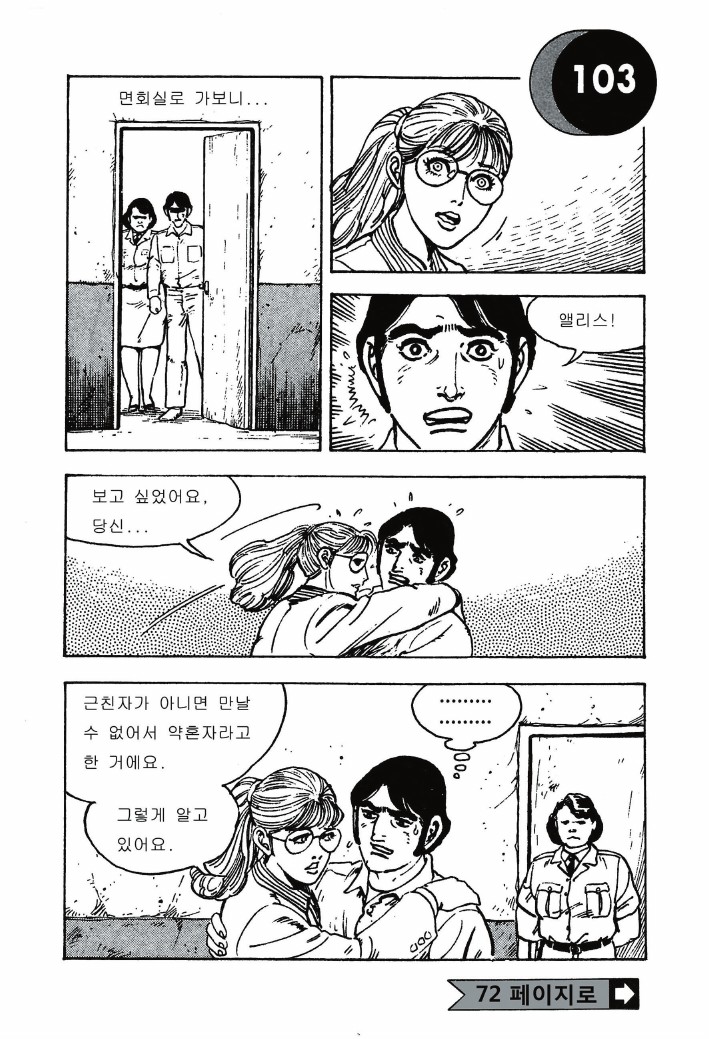 103
면회실로 가보니...
앨리스!
보고 싶었어요,
당신...
근친자가 아니면 만날
수 없어서 약혼자라고
한 거에요.
그렇게 알고
있어요.
.........
.........
72 페이지로